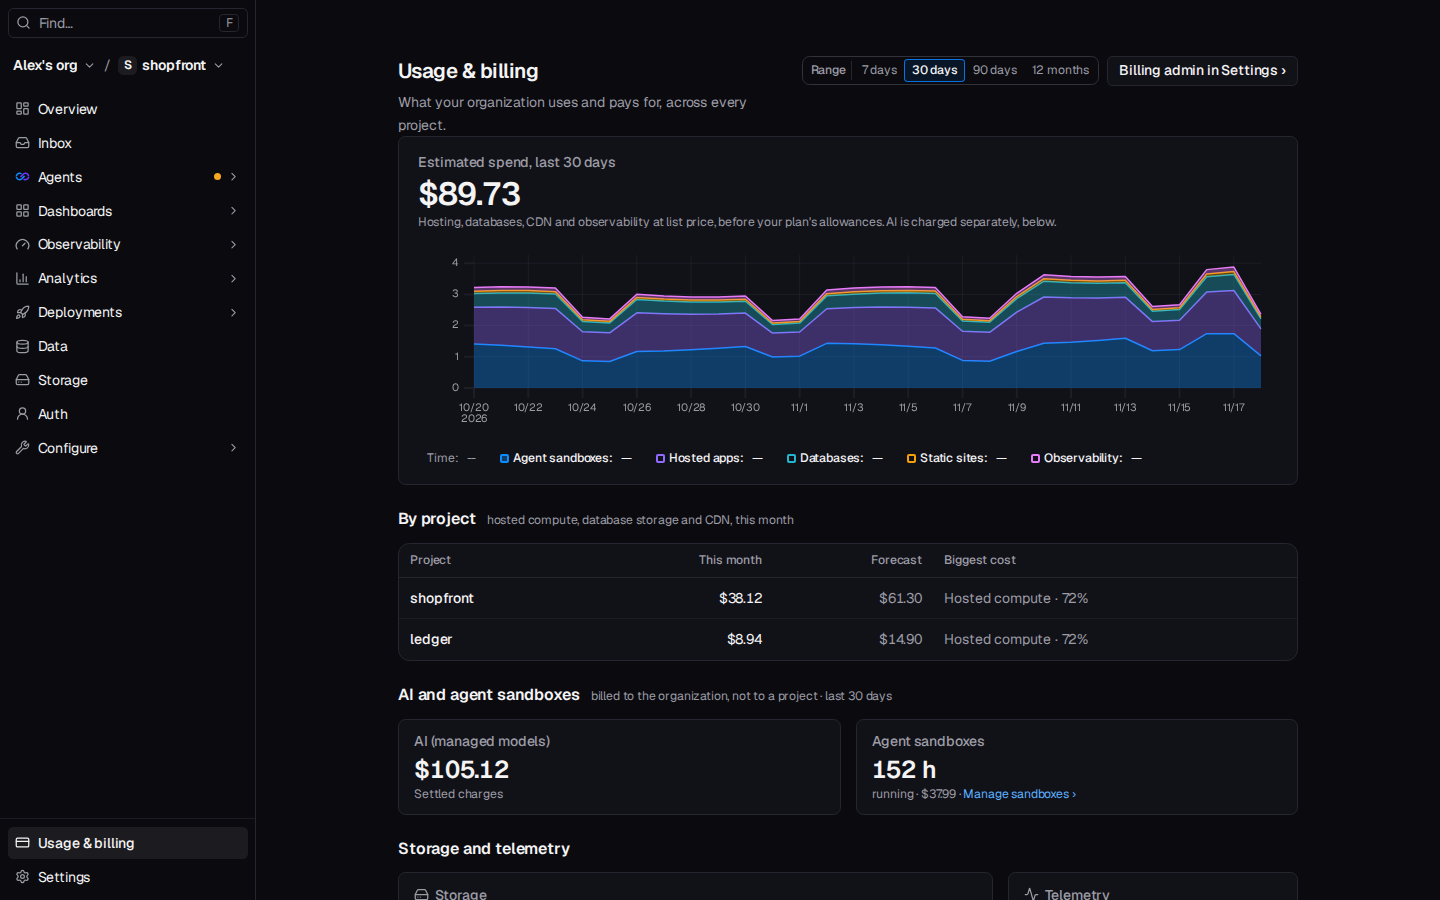 Find...
F
Alex's org / S shopfront
Overview
Inbox
Agents
Dashboards
Observability
Analytics
Deployments
Data
Storage
Auth
Configure
Usage & billing
Settings
Usage & billing
Range 7 days 30 days 90 days 12 months
Billing admin in Settings ›
What your organization uses and pays for, across every
project.
Estimated spend, last 30 days
$89.73
Hosting, databases, CDN and observability at list price, before your plan's allowances. AI is charged separately, below.
4
3
2
1
0
10/20 10/22 10/24 10/26 10/28 10/30 11/1 11/3 11/5 11/7 11/9 11/11 11/13 11/15 11/17
2026
Time: -- Agent sandboxes: — Hosted apps: — Databases: — Static sites: — Observability: —
By project hosted compute, database storage and CDN, this month
Project This month Forecast Biggest cost
shopfront $38.12 $61.30 Hosted compute · 72%
ledger $8.94 $14.90 Hosted compute · 72%
AI and agent sandboxes billed to the organization, not to a project · last 30 days
AI (managed models)
$105.12
Settled charges
Agent sandboxes
152 h
running · $37.99 · Manage sandboxes ›
Storage and telemetry
Storage
Telemetry